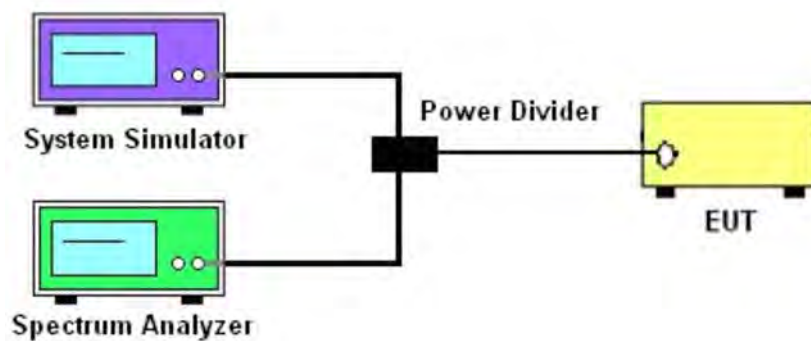 System Simulator
Power Divider
EUT
Spectrum Analyzer